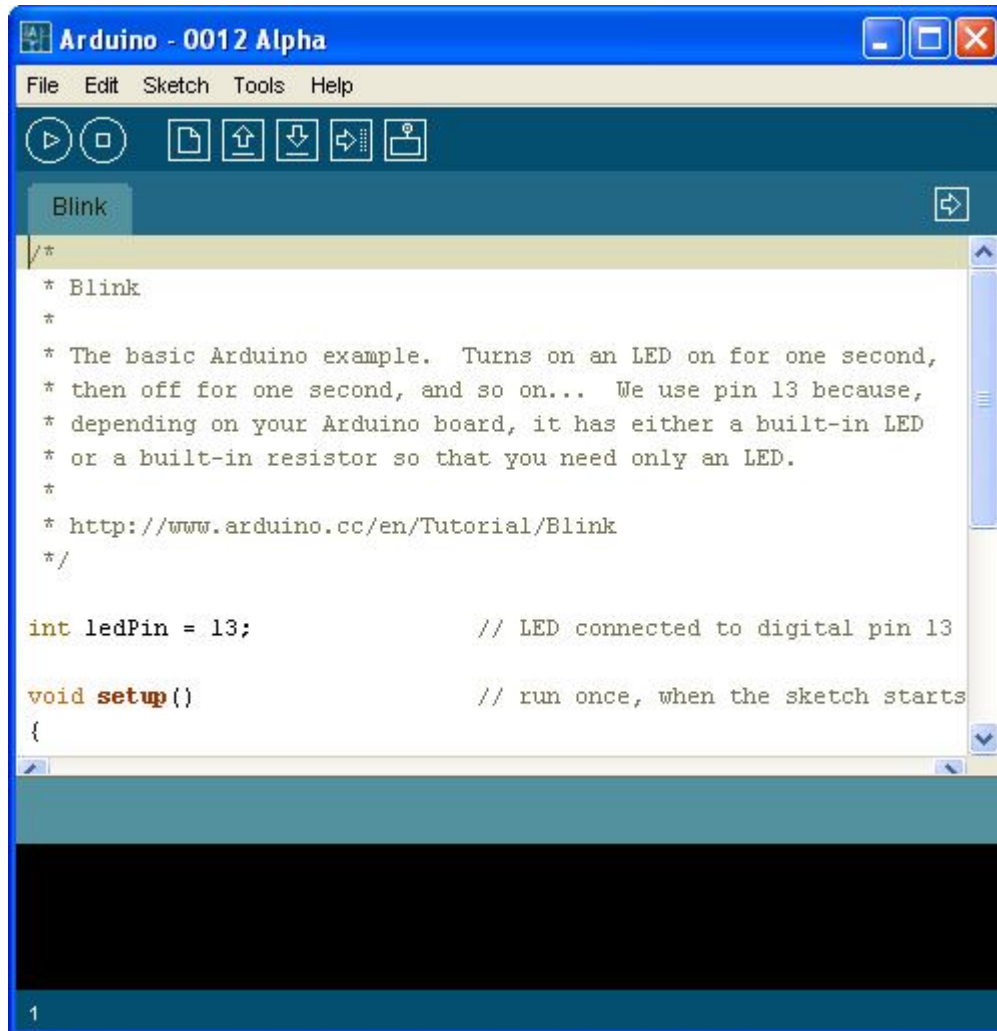 Arduino - 0012 Alpha
File Edit Sketch Tools Help
Blink
/*
 * Blink
 *
 * The basic Arduino example.  Turns on an LED on for one second,
 * then off for one second, and so on...  We use pin 13 because,
 * depending on your Arduino board, it has either a built-in LED
 * or a built-in resistor so that you need only an LED.
 *
 * http://www.arduino.cc/en/Tutorial/Blink
 */
int ledPin = 13;                // LED connected to digital pin 13
void setup()                    // run once, when the sketch starts
{
1